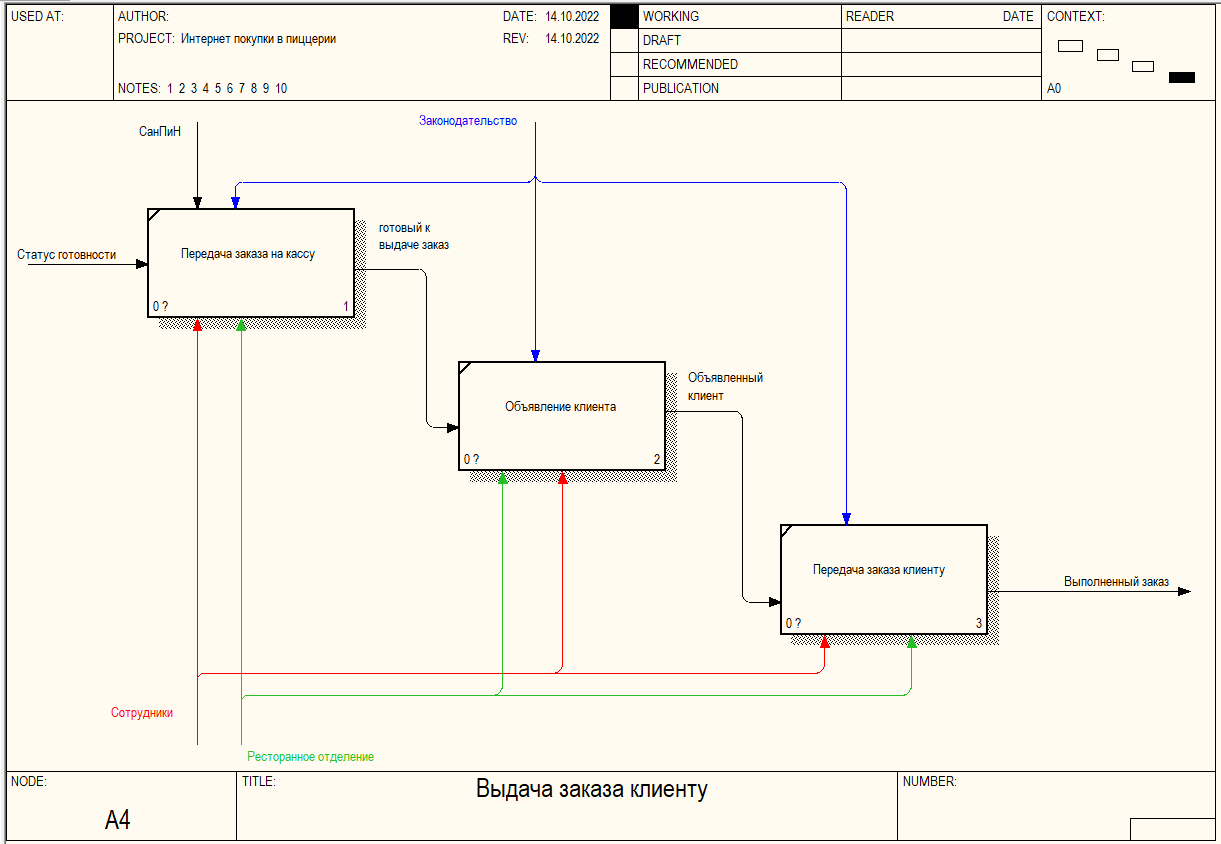 USED AT:
AUTHOR:
DATE: 14.10.2022
PROJECT: Интернет покупки в пиццерии
REV: 14.10.2022
NOTES: 1 2 3 4 5 6 7 8 9 10
WORKING
DRAFT
RECOMMENDED
PUBLICATION
READER
DATE
CONTEXT:
A0
СанПиН
Законодательство
Статус готовности
Передача заказа на кассу
0 ?
1
готовый к
выдаче заказ
Объявление клиента
0 ?
2
Объявленный
клиент
Передача заказа клиенту
0 ?
3
Выполненный заказ
Сотрудники
Ресторанное отделение
NODE:
A4
TITLE:
Выдача заказа клиенту
NUMBER: